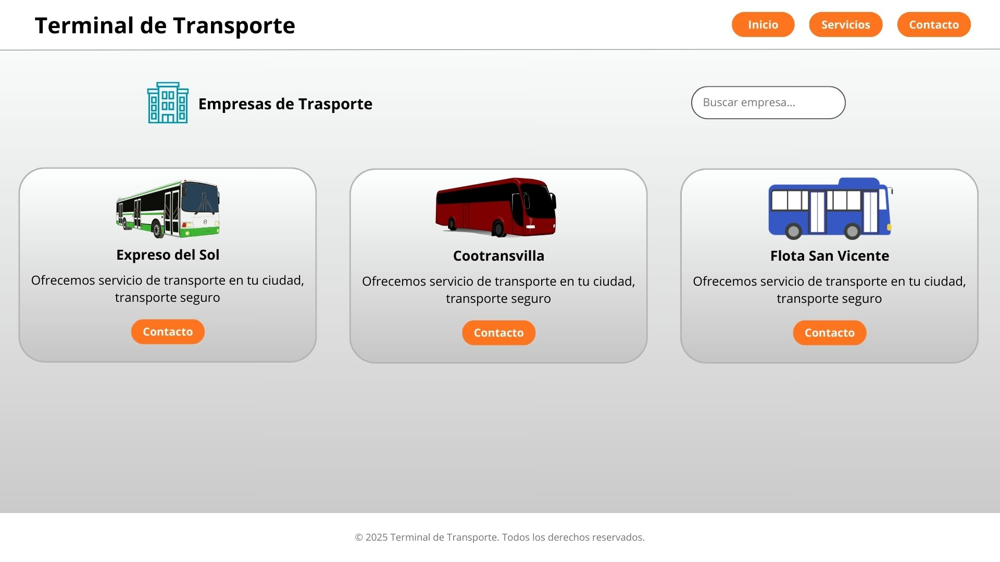 Terminal de Transporte
Inicio
Servicios
Contacto
Empresas de Trasporte
Buscar empresa...
Expreso del Sol
Ofrecemos servicio de transporte en tu ciudad,
transporte seguro
Contacto
Cootransvilla
Ofrecemos servicio de transporte en tu ciudad,
transporte seguro
Contacto
Flota San Vicente
Ofrecemos servicio de transporte en tu ciudad,
transporte seguro
Contacto
© 2025 Terminal de Transporte. Todos los derechos reservados.